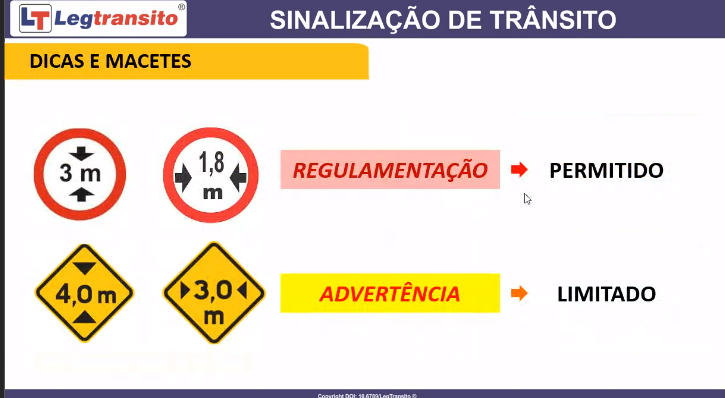 LT Legtransito®
SINALIZAÇÃO DE TRÂNSITO
DICAS E MACETES
3 m
1,8
m
REGULAMENTAÇÃO
PERMITIDO
4,0 m
3,0
m
ADVERTÊNCIA
LIMITADO
Copyright DOI: 10.6789/LegTransito ©